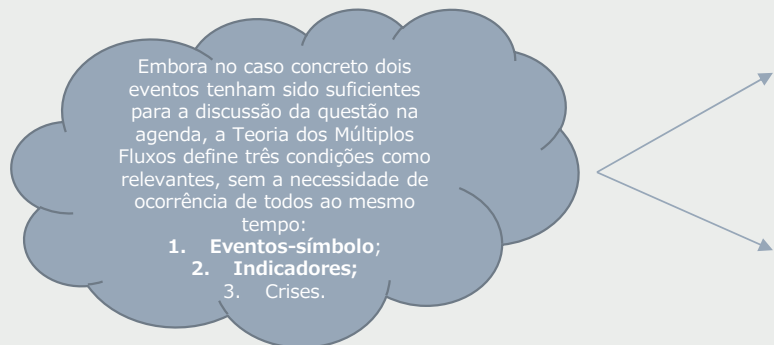 Embora no caso concreto dois
eventos tenham sido suficientes
para a discussão da questão na
agenda, a Teoria dos Múltiplos
Fluxos define três condições como
relevantes, sem a necessidade de
ocorrência de todos ao mesmo
tempo:
1. Eventos-símbolo;
2. Indicadores;
3. Crises.